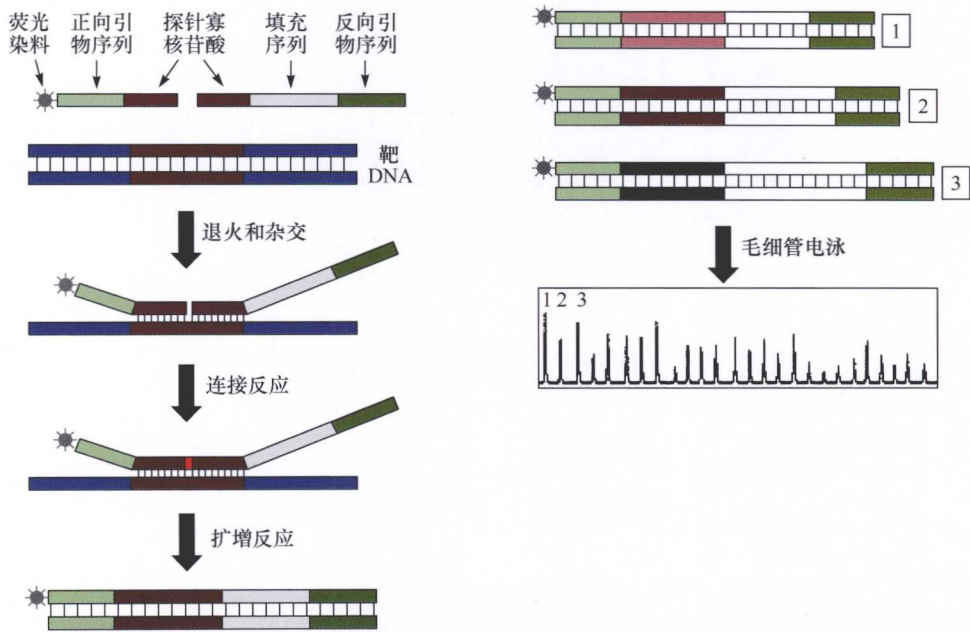 荧光
染料
正向引
物序列
探针寡
核苷酸
填充
序列
反向引
物序列
靶
DNA
退火和杂交
连接反应
扩增反应
1
2
3
毛细管电泳
1 2 3